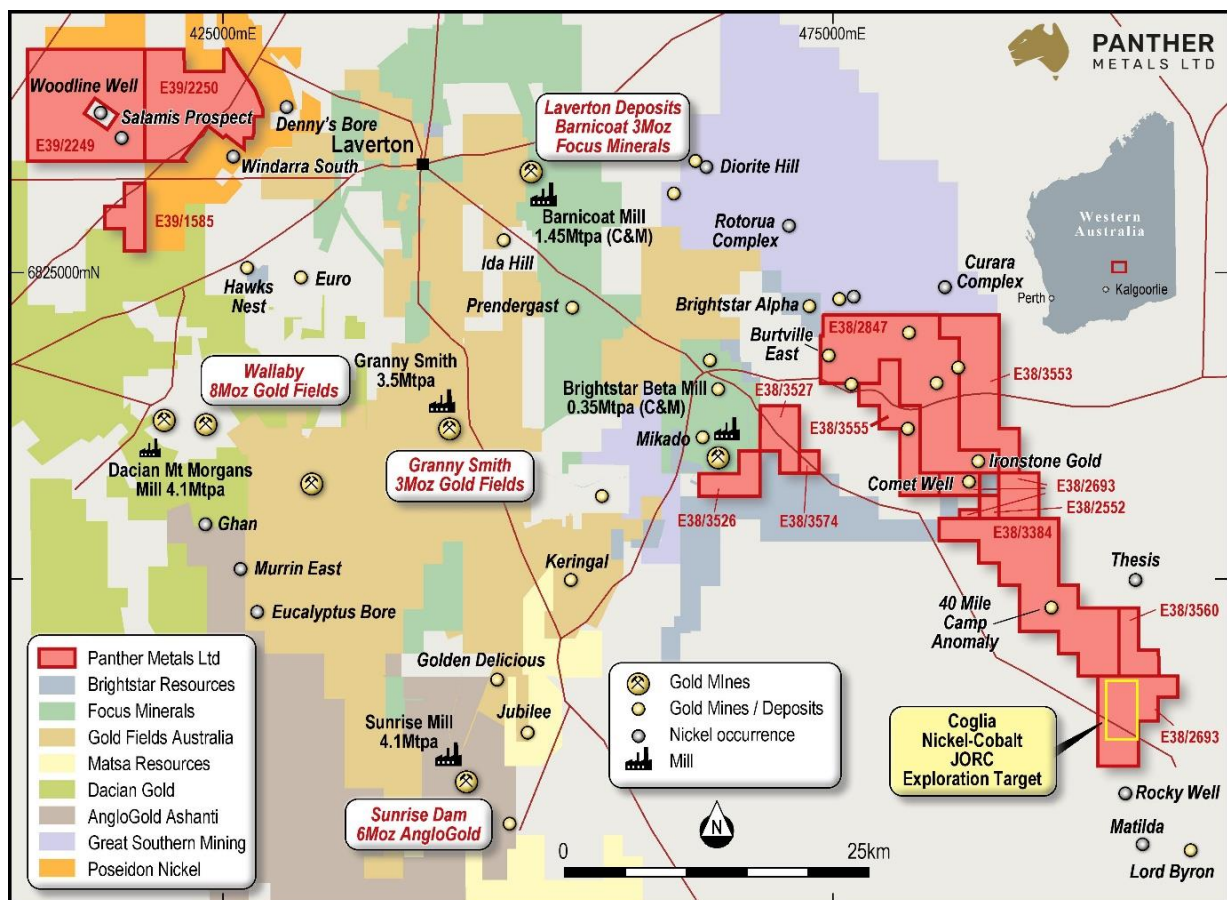 425000mE
475000mE
PANTHER
METALS LTD
Woodline Well
E39/2250
Salamis Prospect
E39/2249
Denny's Bore
Laverton
Windarra South
E39/1585
Laverton Deposits
Barnicoat 3Moz
Focus Minerals
Barnicoat Mill
1.45Mtpa (C&M)
Diorite Hill
Rotorua
Complex
Western
Australia
Perth
Kalgoorlie
6825000mN
Hawks
Nest
Euro
Ida Hill
Prendergast
Curara
Complex
Brightstar Alpha
Burtville
East
E38/2847
E38/3553
Wallaby
8Moz Gold Fields
Granny Smith
3.5Mtpa
Brightstar Beta Mill
0.35Mtpa (C&M)
E38/3527
E38/3555
Mikado
Dacian Mt Morgans
Mill 4.1Mtpa
Granny Smith
3Moz Gold Fields
Ironstone Gold
Comet Well
E38/2693
E38/2552
E38/3526
E38/3574
E38/3384
Ghan
Murrin East
Keringal
Thesis
Eucalyptus Bore
40 Mile
Camp
Anomaly
E38/3560
Golden Delicious
Jubilee
Sunrise Mill
4.1Mtpa
Sunrise Dam
6Moz AngloGold
Panther Metals Ltd
Brightstar Resources
Focus Minerals
Gold Fields Australia
Matsa Resources
Dacian Gold
AngloGold Ashanti
Great Southern Mining
Poseidon Nickel
Gold MInes
Gold Mines / Deposits
Nickel occurrence
Mill
N
0
25km
Coglia
Nickel-Cobalt
JORC
Exploration Target
E38/2693
Rocky Well
Matilda
Lord Byron